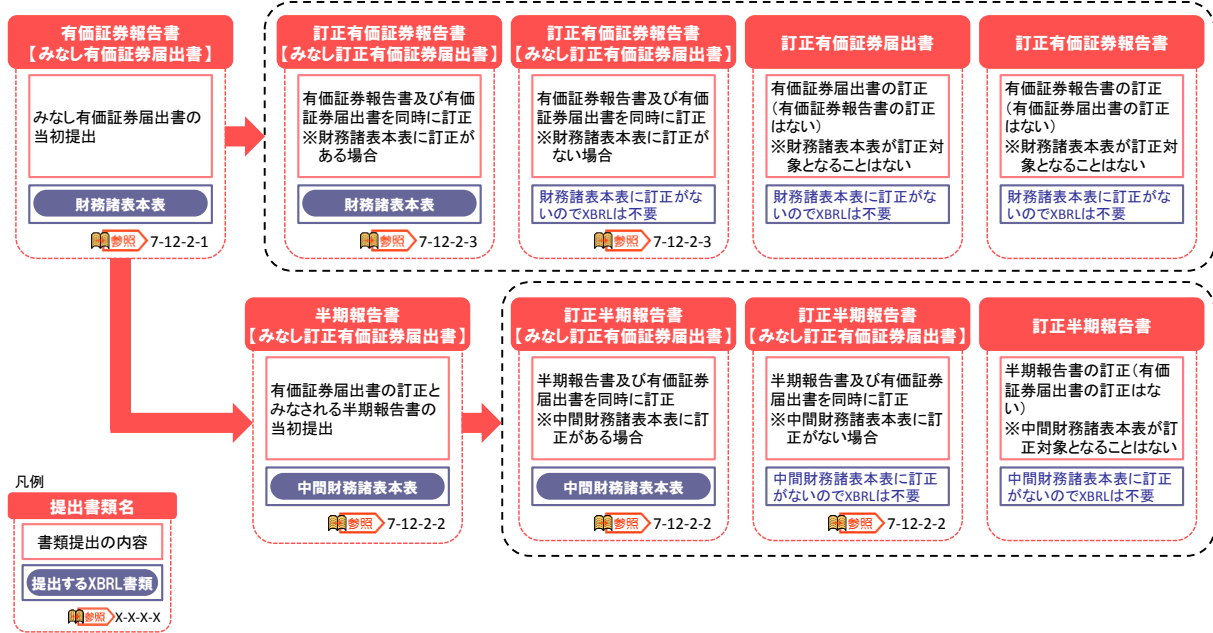 有価証券報告書
【みなし有価証券届出書】
みなし有価証券届出書の
当初提出
財務諸表本表
参照 7-12-2-1
訂正有価証券報告書
【みなし訂正有価証券届出書】
有価証券報告書及び有価
証券届出書を同時に訂正
※財務諸表本表に訂正が
ある場合
財務諸表本表
参照 7-12-2-3
訂正有価証券報告書
【みなし訂正有価証券届出書】
有価証券報告書及び有価
証券届出書を同時に訂正
※財務諸表本表に訂正が
ない場合
財務諸表本表に訂正がな
いのでXBRLは不要
参照 7-12-2-3
訂正有価証券届出書
有価証券届出書の訂正
(有価証券報告書の訂正
はない)
※財務諸表本表が訂正対
象となることはない
財務諸表本表に訂正がな
いのでXBRLは不要
訂正有価証券報告書
有価証券報告書の訂正
(有価証券届出書の訂正
はない)
※財務諸表本表が訂正対
象となることはない
財務諸表本表に訂正がな
いのでXBRLは不要
半期報告書
【みなし訂正有価証券届出書】
有価証券届出書の訂正と
みなされる半期報告書の
当初提出
中間財務諸表本表
参照 7-12-2-2
訂正半期報告書
【みなし訂正有価証券届出書】
半期報告書及び有価証券
届出書を同時に訂正
※中間財務諸表本表に訂
正がある場合
中間財務諸表本表
参照 7-12-2-2
訂正半期報告書
【みなし訂正有価証券届出書】
半期報告書及び有価証券
届出書を同時に訂正
※中間財務諸表本表に訂
正がない場合
中間財務諸表本表に訂正
がないのでXBRLは不要
参照 7-12-2-2
訂正半期報告書
半期報告書の訂正(有価
証券届出書の訂正はな
い)
※中間財務諸表本表が訂
正対象となることはない
中間財務諸表本表に訂正
がないのでXBRLは不要
凡例
提出書類名
書類提出の内容
提出するXBRL書類
参照 X-X-X-X